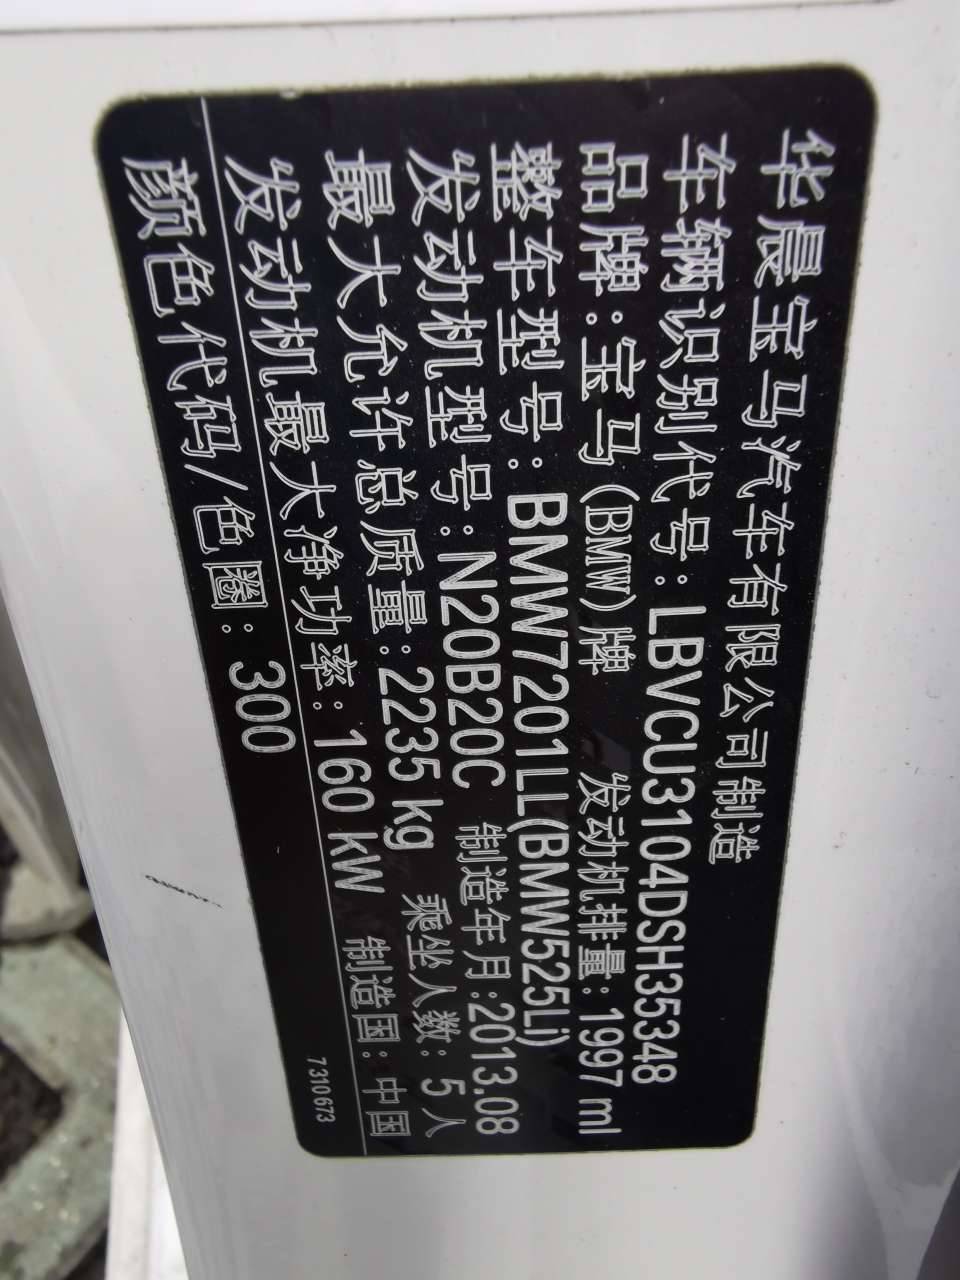 华晨宝马汽车有限公司制造
车辆识别代号:LBVCU3104DSH35348
品牌:宝马(BMW)牌 发动机排量:1997 ml
整车型号:BMW7201LL(BMW525Li)
发动机型号:N20B20C 制造年月:2013.08
最大允许总质量:2235 kg 乘坐人数:5人
发动机最大净功率:160 kW 制造国:中国
颜色代码/色圈:300
7310673